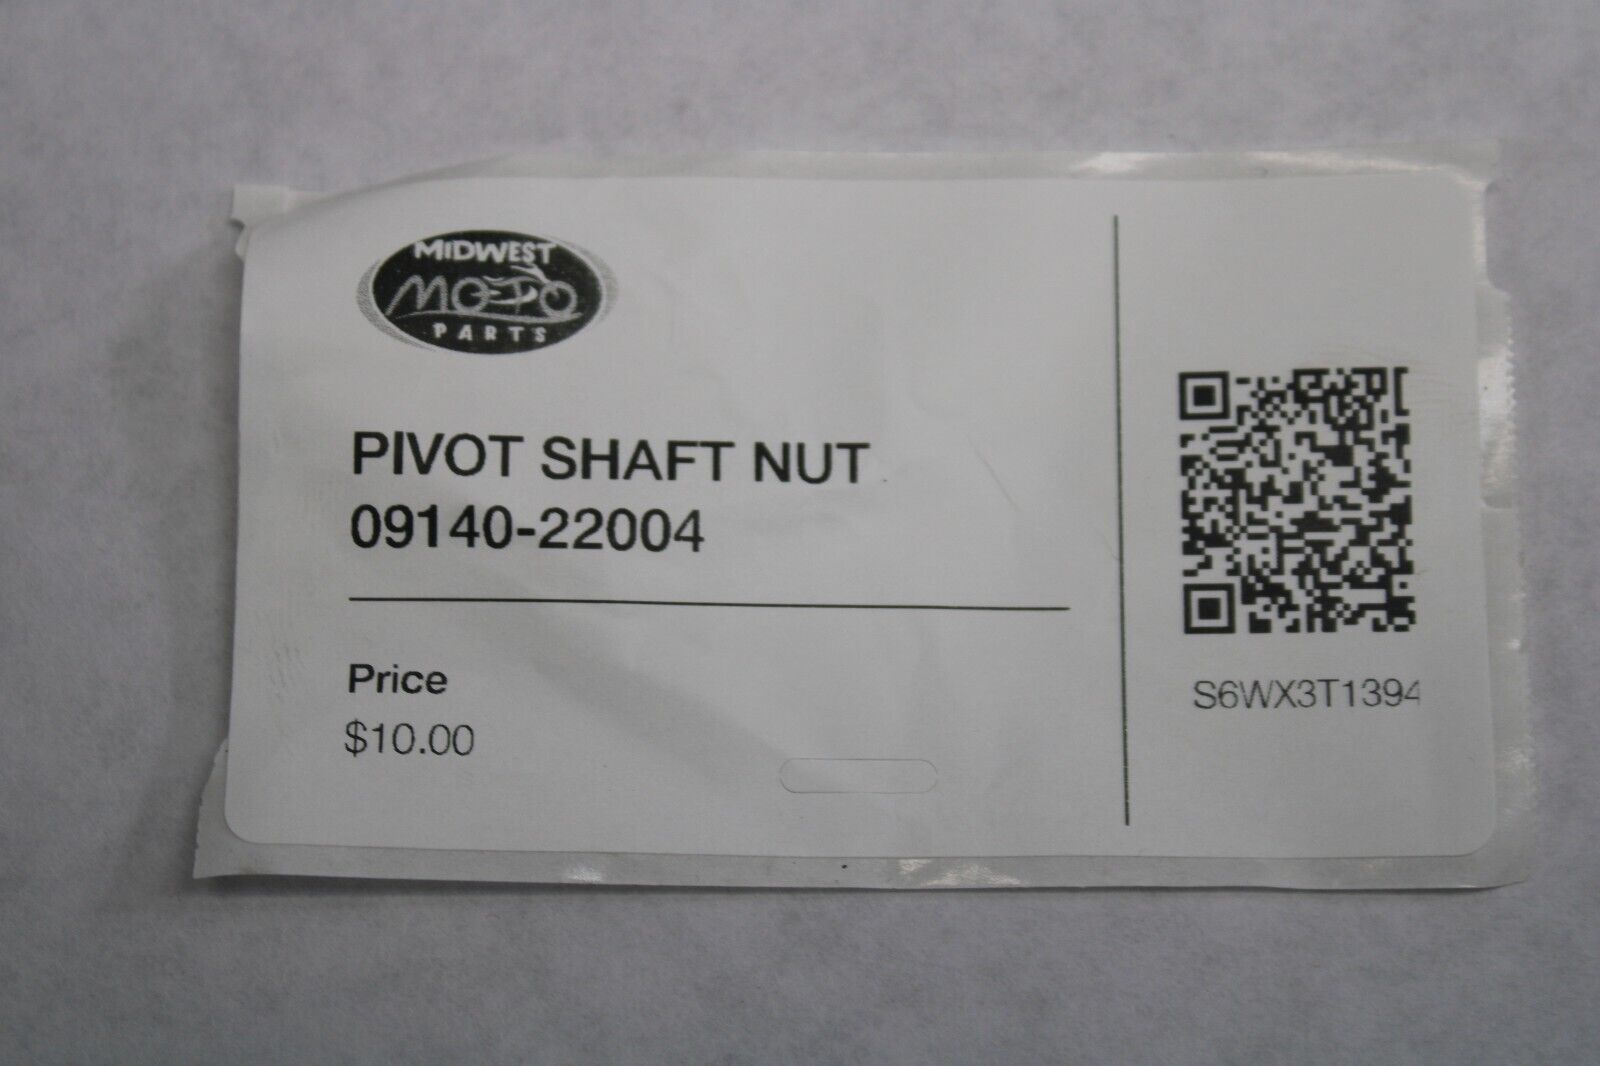 MIDWEST
MOTO
PARTS
PIVOT SHAFT NUT
09140-22004
Price
$10.00
S6WX3T1394